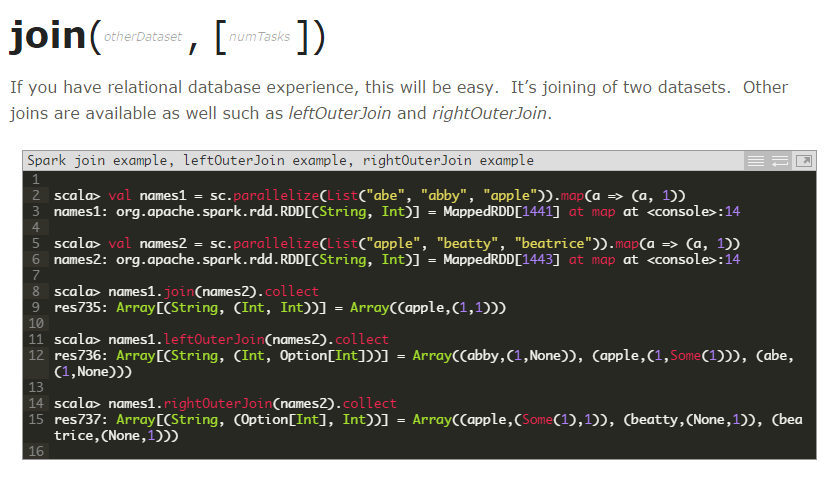 join(otherDataset, [numTasks])
If you have relational database experience, this will be easy.  It’s joining of two datasets.  Other
joins are available as well such as leftOuterJoin and rightOuterJoin.
Spark join example, leftOuterJoin example, rightOuterJoin example
1
2 scala> val names1 = sc.parallelize(List("abe", "abby", "apple")).map(a => (a, 1))
3 names1: org.apache.spark.rdd.RDD[(String, Int)] = MappedRDD[1441] at map at <console>:14
4
5 scala> val names2 = sc.parallelize(List("apple", "beatty", "beatrice")).map(a => (a, 1))
6 names2: org.apache.spark.rdd.RDD[(String, Int)] = MappedRDD[1443] at map at <console>:14
7
8 scala> names1.join(names2).collect
9 res735: Array[(String, (Int, Int))] = Array((apple,(1,1)))
10
11 scala> names1.leftOuterJoin(names2).collect
12 res736: Array[(String, (Int, Option[Int]))] = Array((abby,(1,None)), (apple,(1,Some(1))), (abe,
(1,None)))
13
14 scala> names1.rightOuterJoin(names2).collect
15 res737: Array[(String, (Option[Int], Int))] = Array((apple,(Some(1),1)), (beatty,(None,1)), (bea
trice,(None,1)))
16